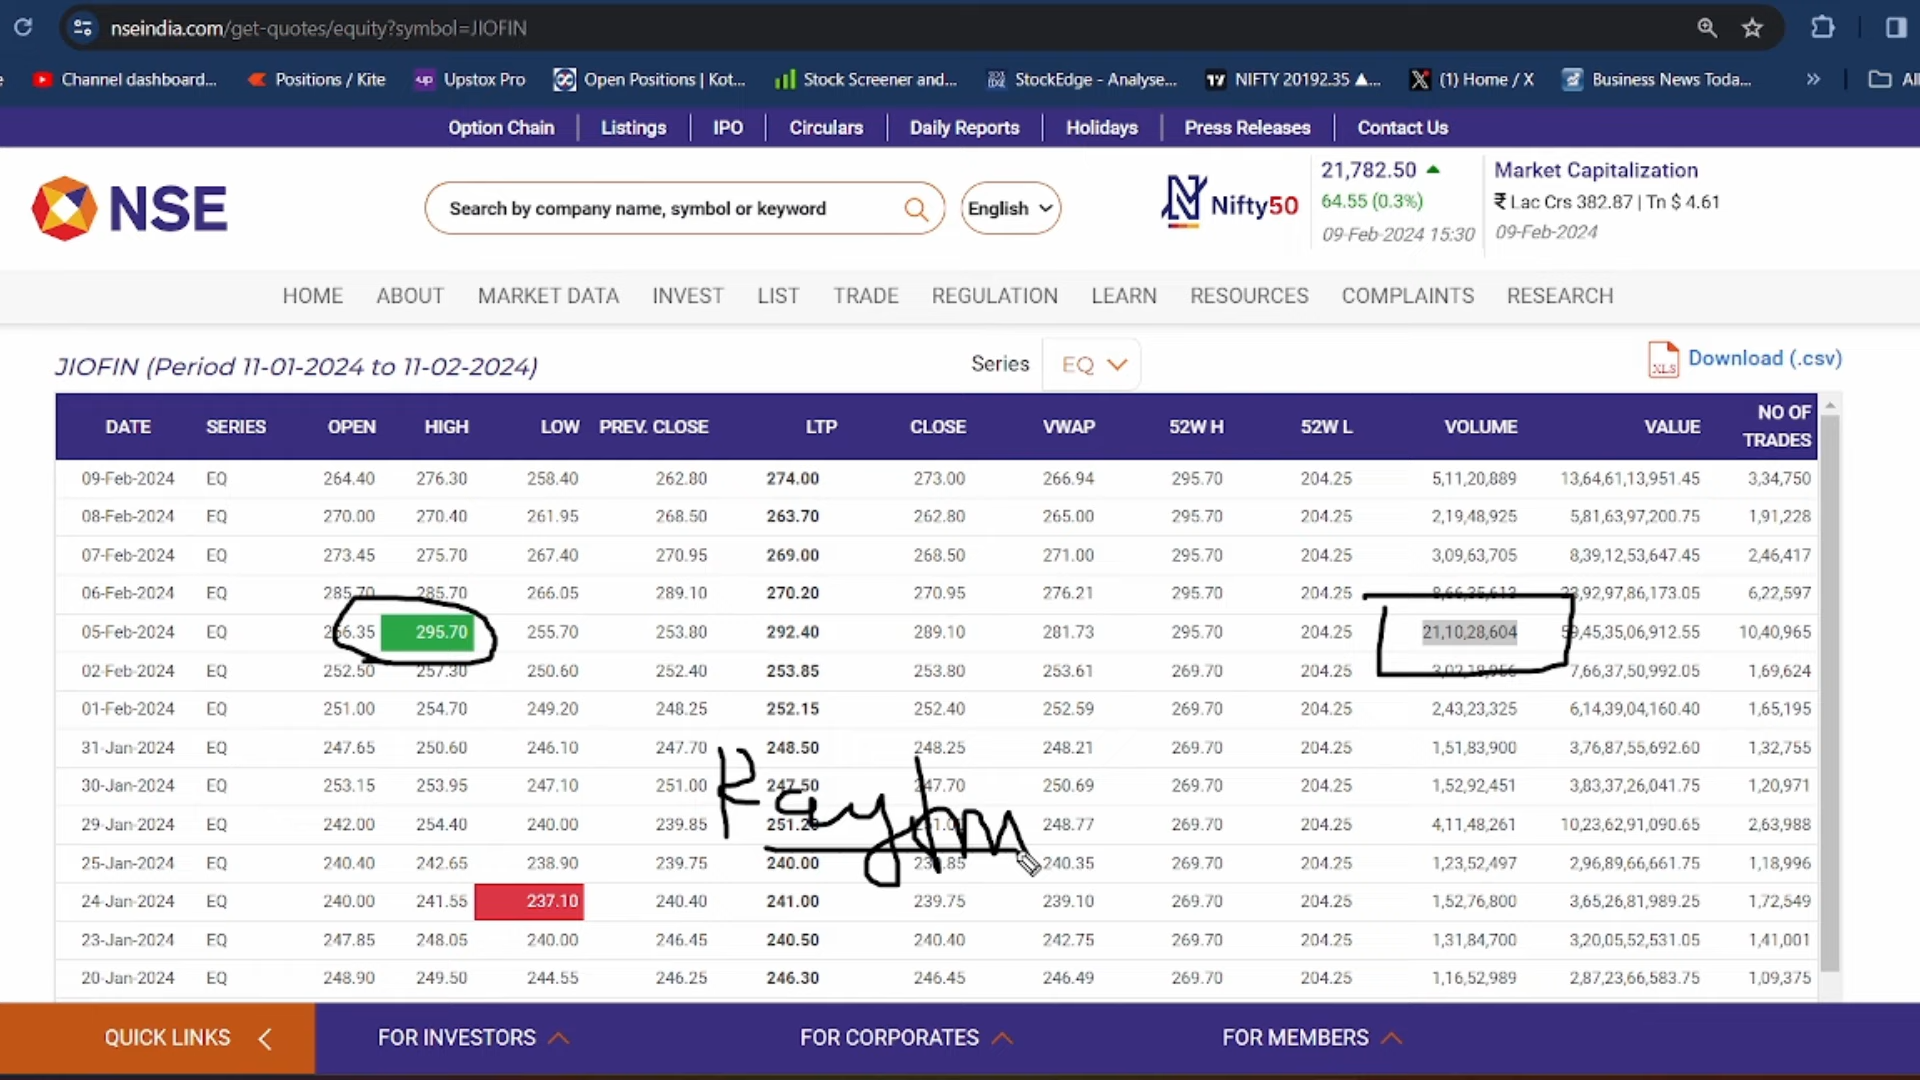 nseindia.com/get-quotes/equity?symbol=JIOFIN
Channel dashboard... Positions / Kite Upstox Pro Open Positions | Kot... Stock Screener and... StockEdge - Analyse... NIFTY 20192.35 ▲... (1) Home / X Business News Toda... » All
Option Chain Listings IPO Circulars Daily Reports Holidays Press Releases Contact Us
NSE
Search by company name, symbol or keyword
English
Nifty50
21,782.50
64.55 (0.3%)
09-Feb-2024 15:30
Market Capitalization
₹ Lac Crs 382.87 | Tn $ 4.61
09-Feb-2024
HOME ABOUT MARKET DATA INVEST LIST TRADE REGULATION LEARN RESOURCES COMPLAINTS RESEARCH
JIOFIN (Period 11-01-2024 to 11-02-2024)
Series EQ
XLS Download (.csv)
DATE SERIES OPEN HIGH LOW PREV. CLOSE LTP CLOSE VWAP 52W H 52W L VOLUME VALUE NO OF TRADES
09-Feb-2024 EQ 264.40 276.30 258.40 262.80 274.00 273.00 266.94 295.70 204.25 5,11,20,889 13,64,61,13,951.45 3,34,750
08-Feb-2024 EQ 270.00 270.40 261.95 268.50 263.70 262.80 265.00 295.70 204.25 2,19,48,925 5,81,63,97,200.75 1,91,228
07-Feb-2024 EQ 273.45 275.70 267.40 270.95 269.00 268.50 271.00 295.70 204.25 3,09,63,705 8,39,12,53,647.45 2,46,417
06-Feb-2024 EQ 285.70 285.70 266.05 289.10 270.20 270.95 276.21 295.70 204.25 6,22,597
05-Feb-2024 EQ 295.70 255.70 253.80 292.40 289.10 281.73 295.70 204.25 21,10,28,604 59,45,35,06,912.55 10,40,965
02-Feb-2024 EQ 252.50 257.30 250.60 252.40 253.85 253.80 253.61 269.70 204.25 7,66,37,50,992.05 1,69,624
01-Feb-2024 EQ 251.00 254.70 249.20 248.25 252.15 252.40 252.59 269.70 204.25 2,43,23,325 6,14,39,04,160.40 1,65,195
31-Jan-2024 EQ 247.65 250.60 246.10 247.70 248.50 248.25 248.21 269.70 204.25 1,51,83,900 3,76,87,55,692.60 1,32,755
30-Jan-2024 EQ 253.15 253.95 247.10 251.00 247.50 247.70 250.69 269.70 204.25 1,52,92,451 3,83,37,26,041.75 1,20,971
Paytm
29-Jan-2024 EQ 242.00 254.40 240.00 239.85 248.77 269.70 204.25 4,11,48,261 10,23,62,91,090.65 2,63,988
25-Jan-2024 EQ 240.40 242.65 238.90 239.75 240.00 240.35 269.70 204.25 1,23,52,497 2,96,89,66,661.75 1,18,996
24-Jan-2024 EQ 240.00 241.55 237.10 240.40 241.00 239.75 239.10 269.70 204.25 1,52,76,800 3,65,26,81,989.25 1,72,549
23-Jan-2024 EQ 247.85 248.05 240.00 246.45 240.50 240.40 242.75 269.70 204.25 1,31,84,700 3,20,05,52,531.05 1,41,001
20-Jan-2024 EQ 248.90 249.50 244.55 246.25 246.30 246.45 246.49 269.70 204.25 1,16,52,989 2,87,23,66,583.75 1,09,375
QUICK LINKS FOR INVESTORS FOR CORPORATES FOR MEMBERS